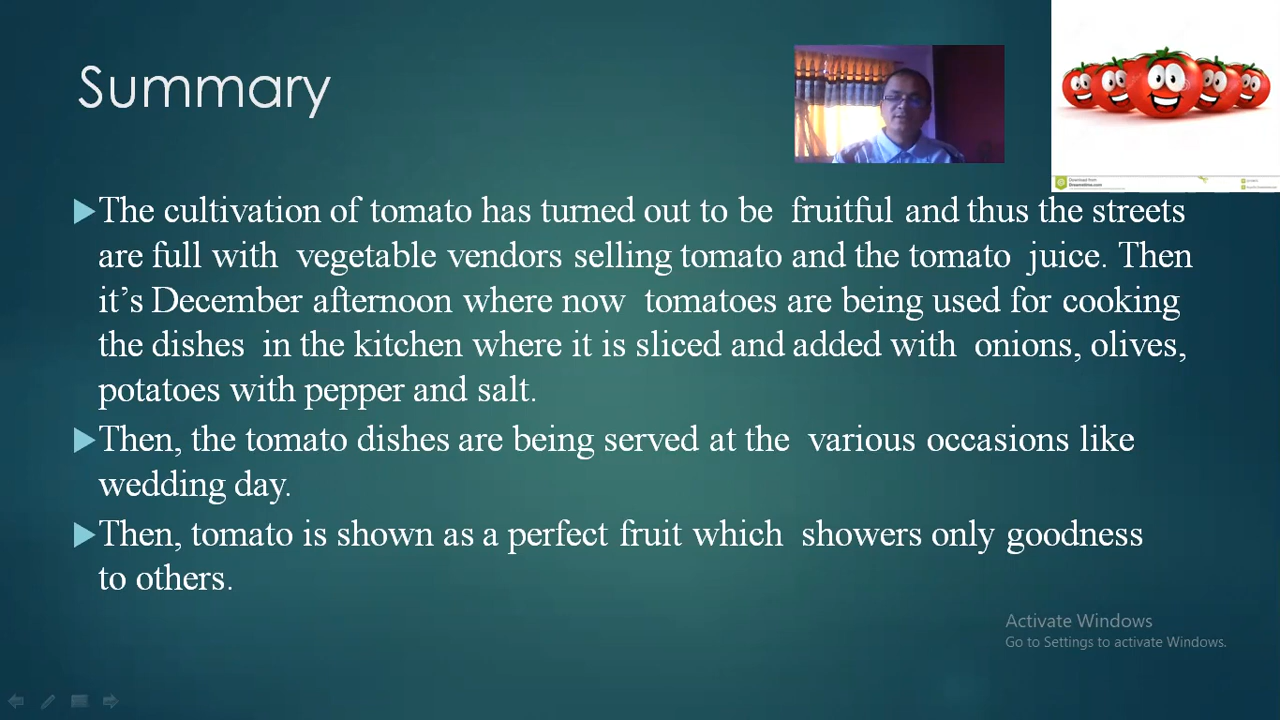 Summary
The cultivation of tomato has turned out to be fruitful and thus the streets
are full with vegetable vendors selling tomato and the tomato juice. Then
it’s December afternoon where now tomatoes are being used for cooking
the dishes in the kitchen where it is sliced and added with onions, olives,
potatoes with pepper and salt.
Then, the tomato dishes are being served at the various occasions like
wedding day.
Then, tomato is shown as a perfect fruit which showers only goodness
to others.
Download from
Dreamstime.com
Activate Windows
Go to Settings to activate Windows.